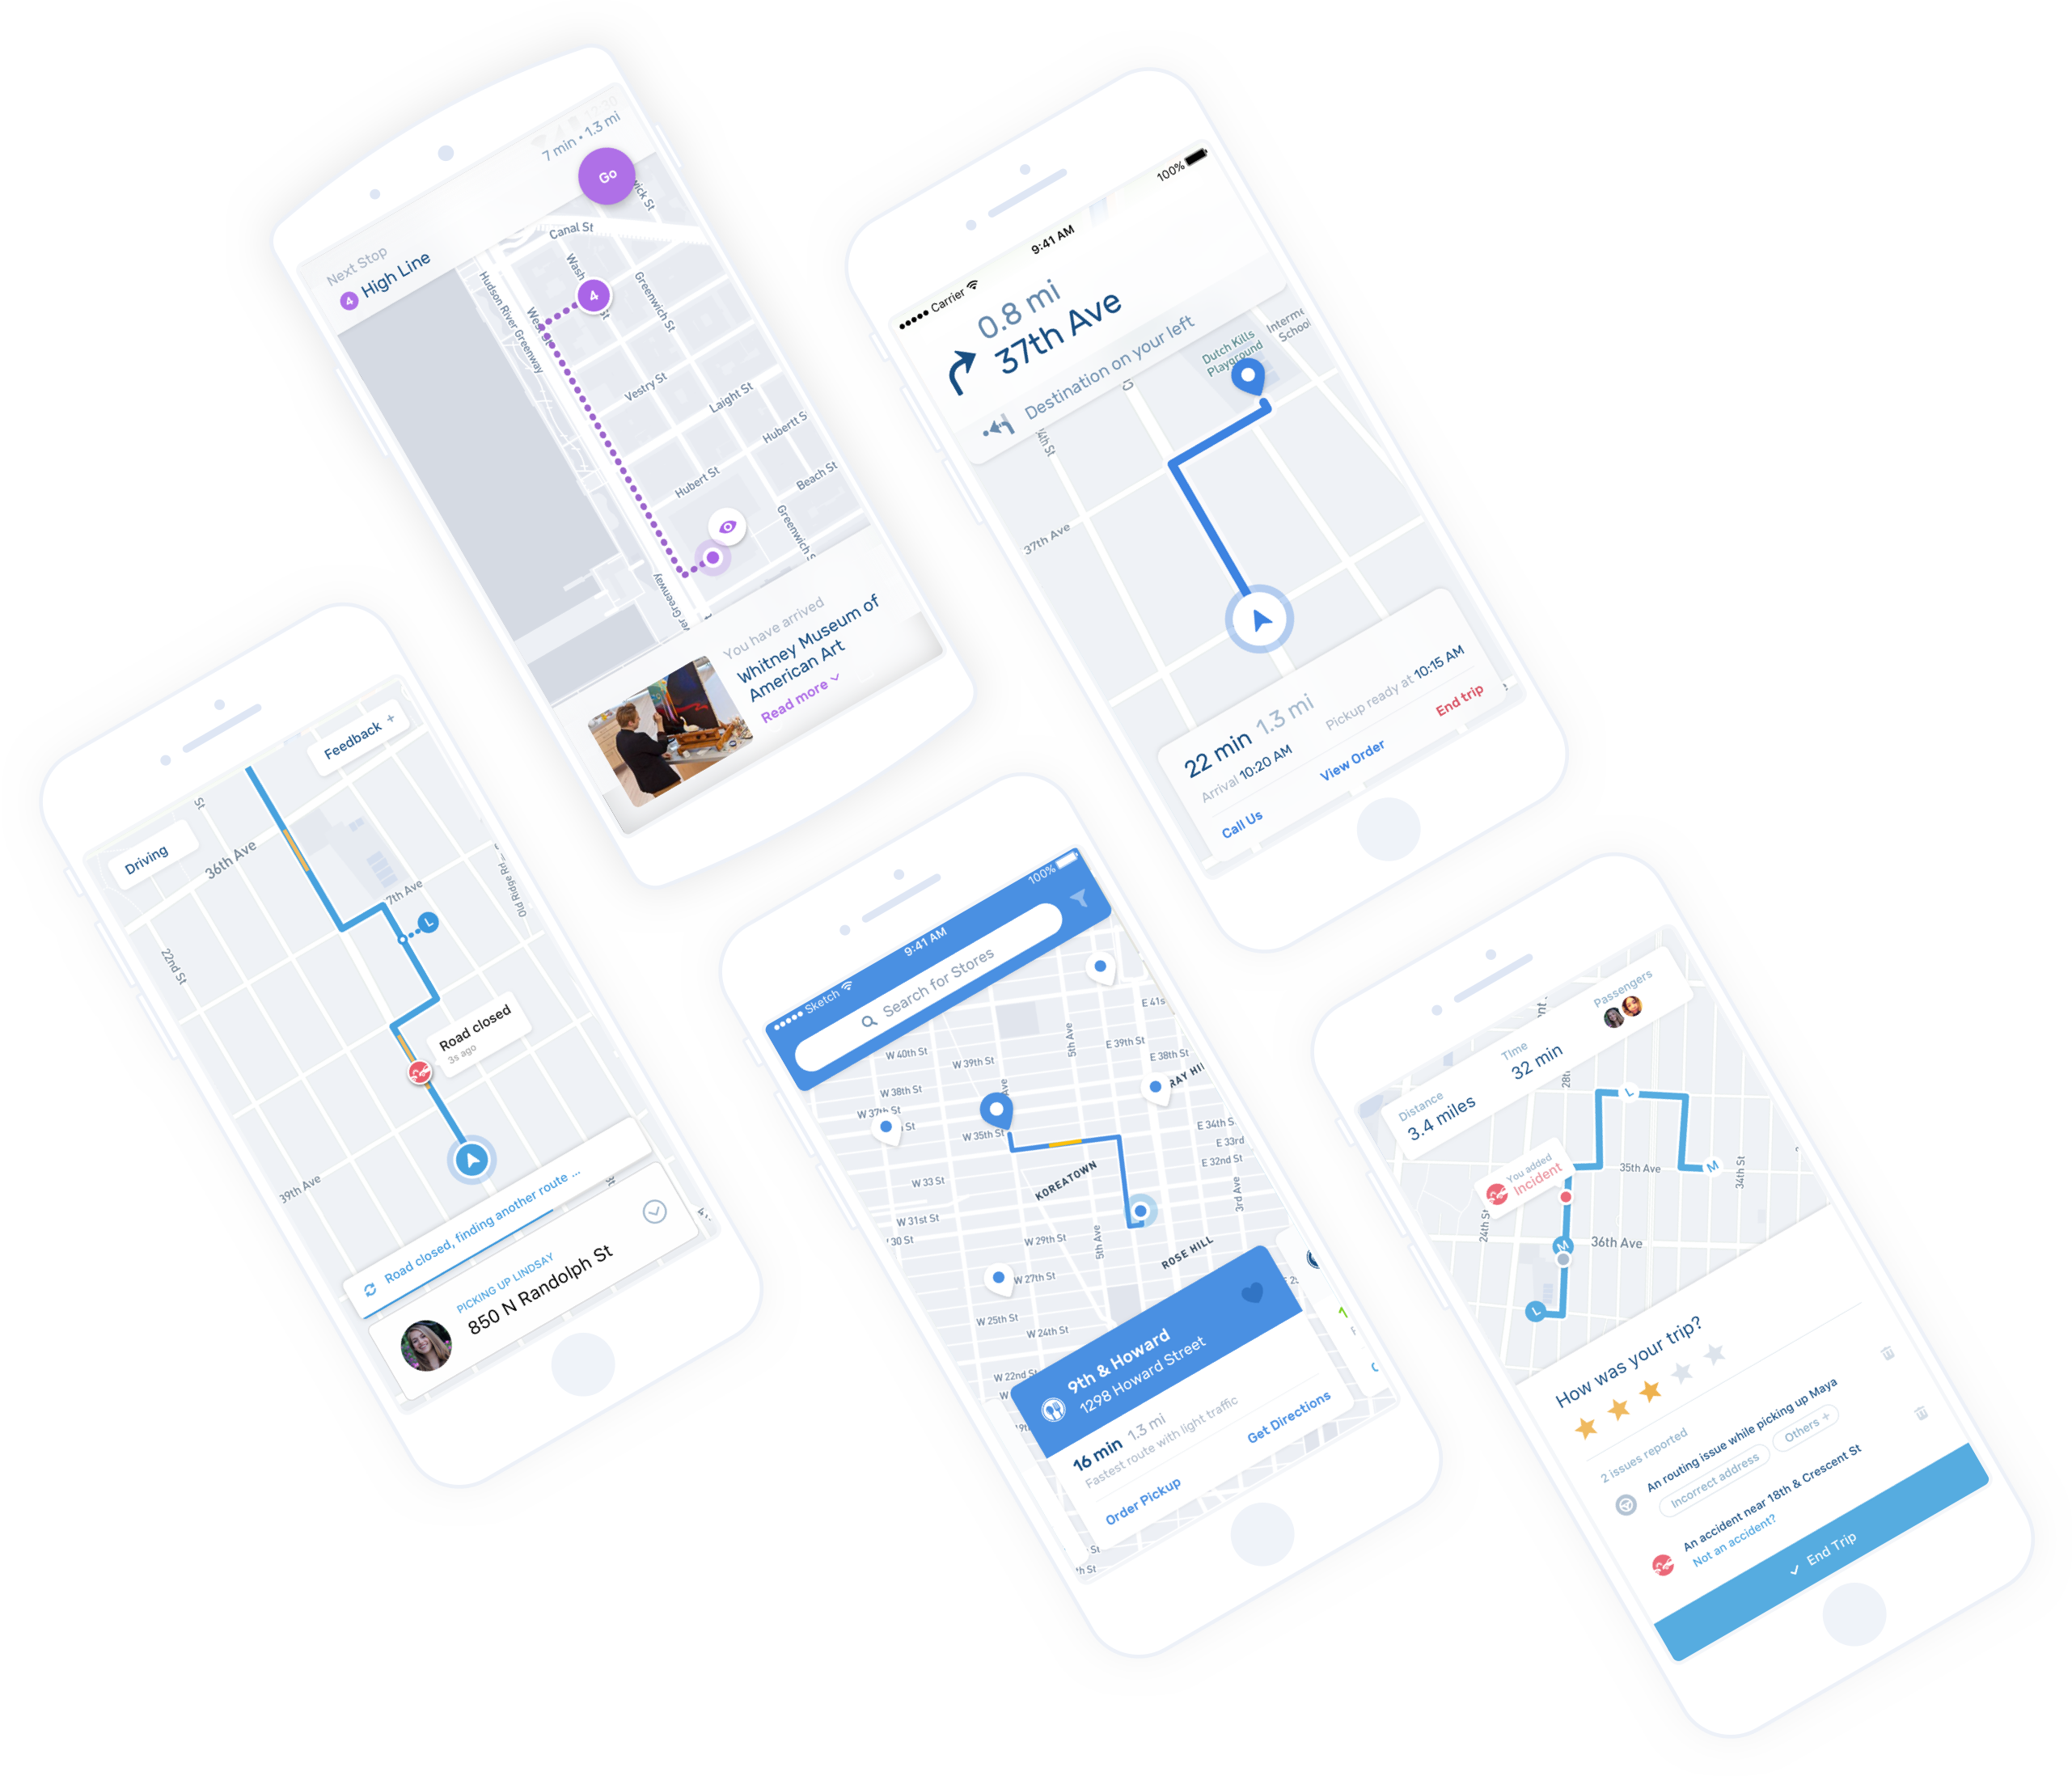 7 min • 1.3 mi
Go
Next Stop
4 High Line
Canal St
4
Hudson River Greenway
Greenwich St
Vestry St
Laight St
Hubert St
Beach St
You have arrived
Whitney Museum of
American Art
Read more
100%
9:41 AM
Carrier
0.8 mi
37th Ave
Destination on your left
Dutch Kills
Playground
37th Ave
22 min 1.3 mi
Pickup ready at 10:15 AM
Arrival 10:20 AM
Call Us
View Order
End trip
Feedback +
Driving
St
36th Ave
22nd St
Old Ridge Rd
L
Road closed
3s ago
39th Ave
Road closed, finding another route ...
PICKING UP LINDSAY
850 N Randolph St
100%
9:41 AM
Sketch
Search for Stores
W 40th St
W 39th St
5th Ave
E 39th St
E 38th St
W 38th St
W 37th St
W 35th St
E 34th S
E 33rd
E 32nd St
KOREATOWN
W 33 St
W 31st St
W 29th St
5th Ave
3rd Ave
ROSE HILL
W 27th St
W 25th St
W 24th St
W 22nd St
9th & Howard
1298 Howard Street
16 min 1.3 mi
Fastest route with light traffic
Order Pickup
Get Directions
Distance
3.4 miles
Time
32 min
Passengers
You added
Incident
L
M
35th Ave
34th St
24th St
M
36th Ave
L
How was your trip?
2 issues reported
An routing issue while picking up Maya
Incorrect address
Others +
An accident near 18th & Crescent St
Not an accident?
End Trip